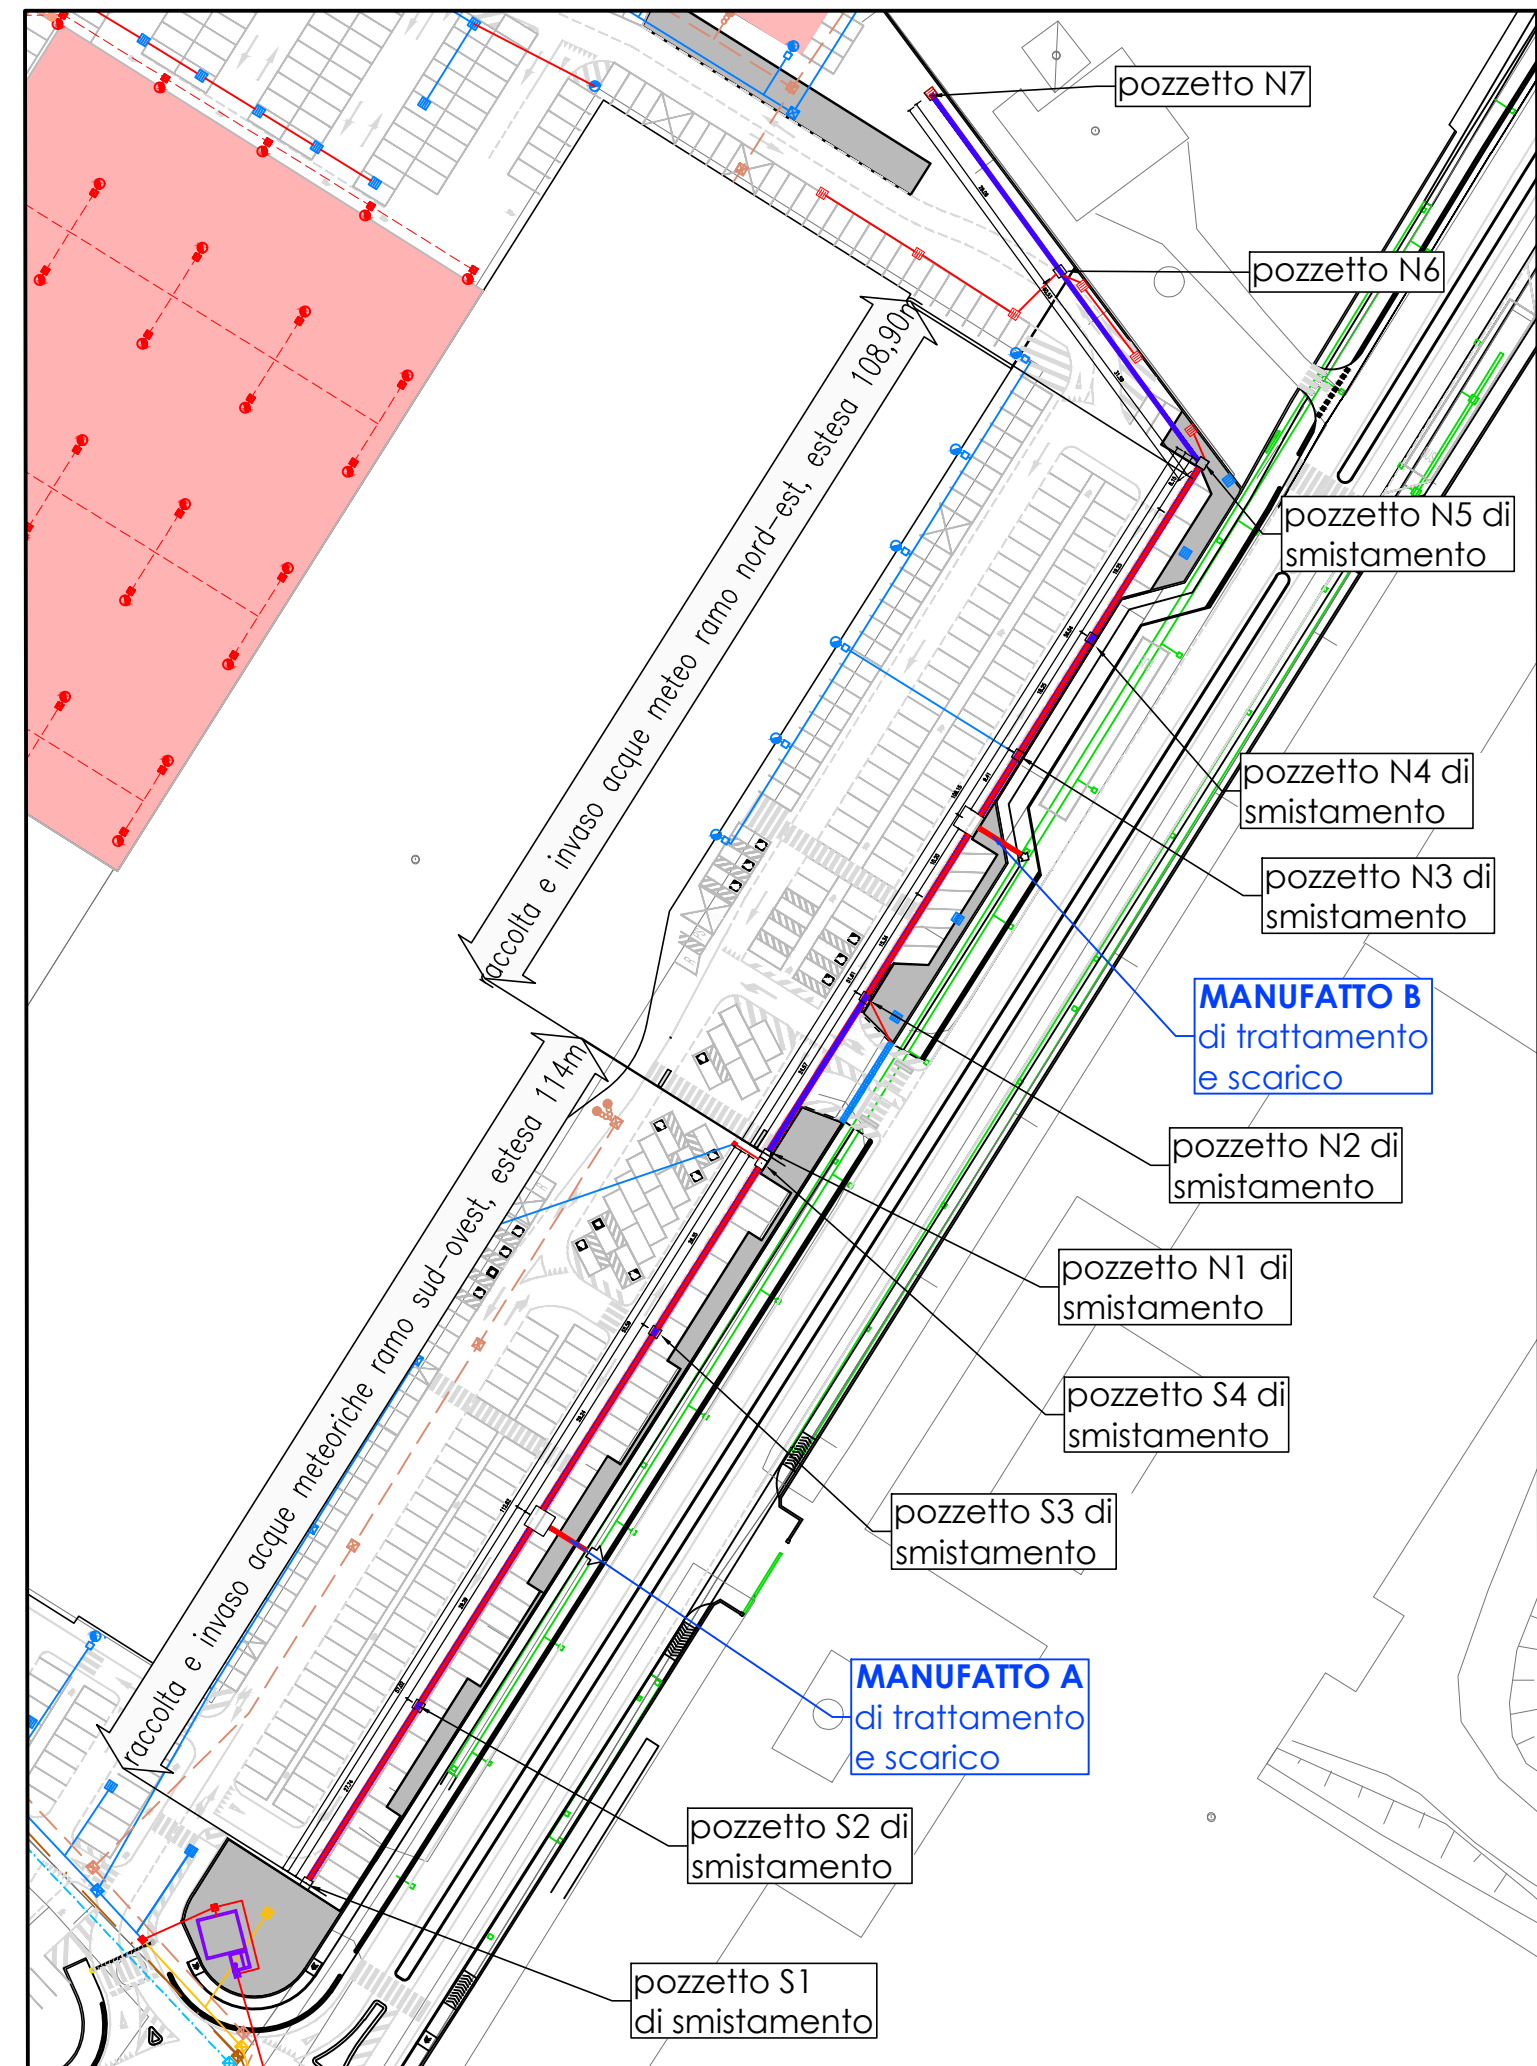 pozzetto N7
pozzetto N6
raccolta e invaso acque meteo ramo nord-est, estesa 108,90m
pozzetto N5 di
smistamento
pozzetto N4 di
smistamento
pozzetto N3 di
smistamento
MANUFATTO B
di trattamento
e scarico
pozzetto N2 di
smistamento
raccolta e invaso acque meteoriche ramo sud-ovest, estesa 114m
pozzetto N1 di
smistamento
pozzetto S4 di
smistamento
pozzetto S3 di
smistamento
MANUFATTO A
di trattamento
e scarico
pozzetto S2 di
smistamento
pozzetto S1
di smistamento